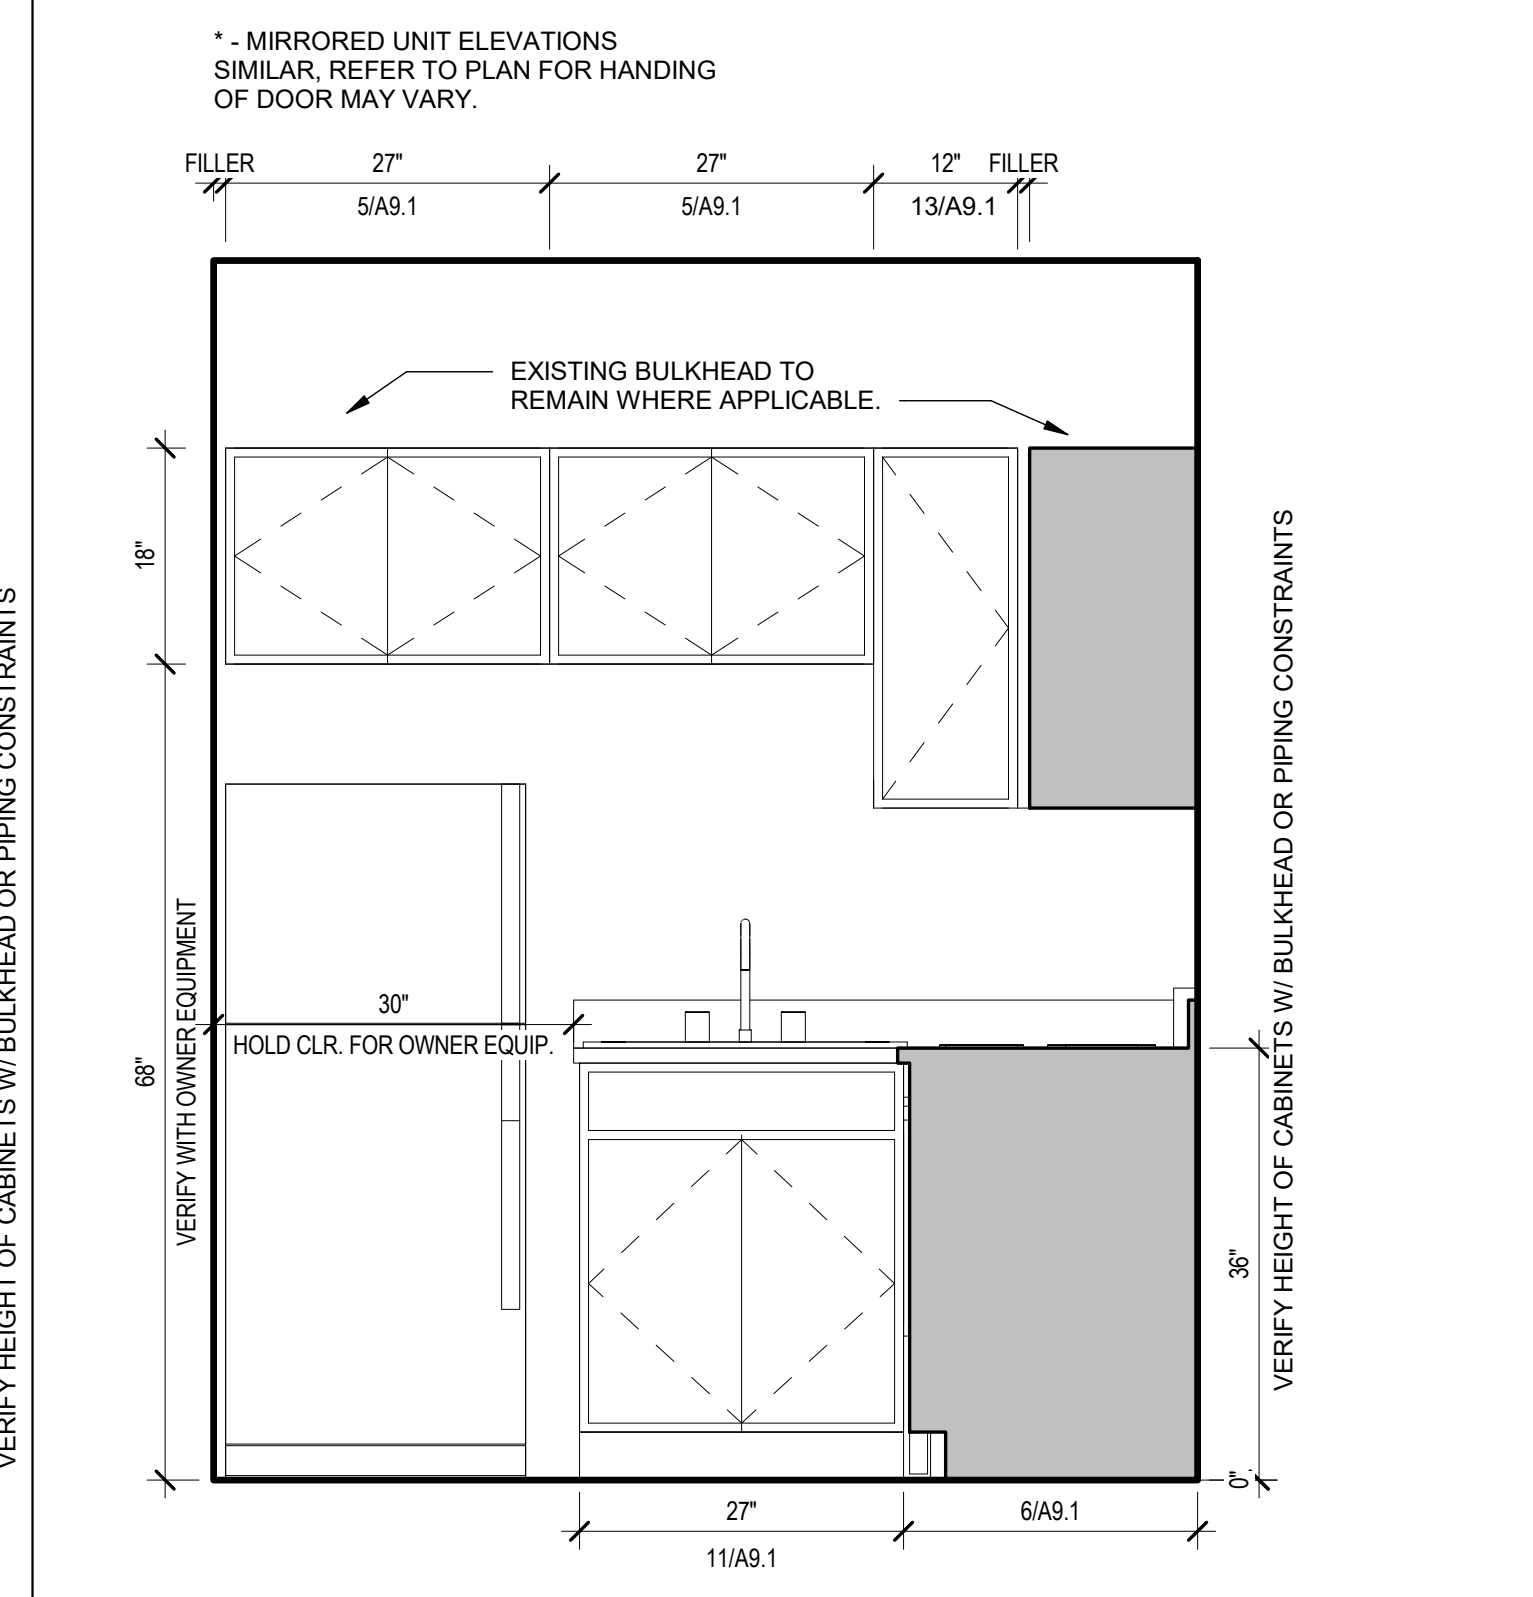 * - MIRRORED UNIT ELEVATIONS
SIMILAR, REFER TO PLAN FOR HANDING
OF DOOR MAY VARY.
FILLER 27" 27" 12" FILLER
5/A9.1 5/A9.1 13/A9.1
EXISTING BULKHEAD TO
REMAIN WHERE APPLICABLE.
18"
VERIFY HEIGHT OF CABINETS W/ BULKHEAD OR PIPING CONSTRAINTS
68"
VERIFY WITH OWNER EQUIPMENT
30"
HOLD CLR. FOR OWNER EQUIP.
36"
0"
VERIFY HEIGHT OF CABINETS W/ BULKHEAD OR PIPING CONSTRAINTS
27" 6/A9.1
11/A9.1